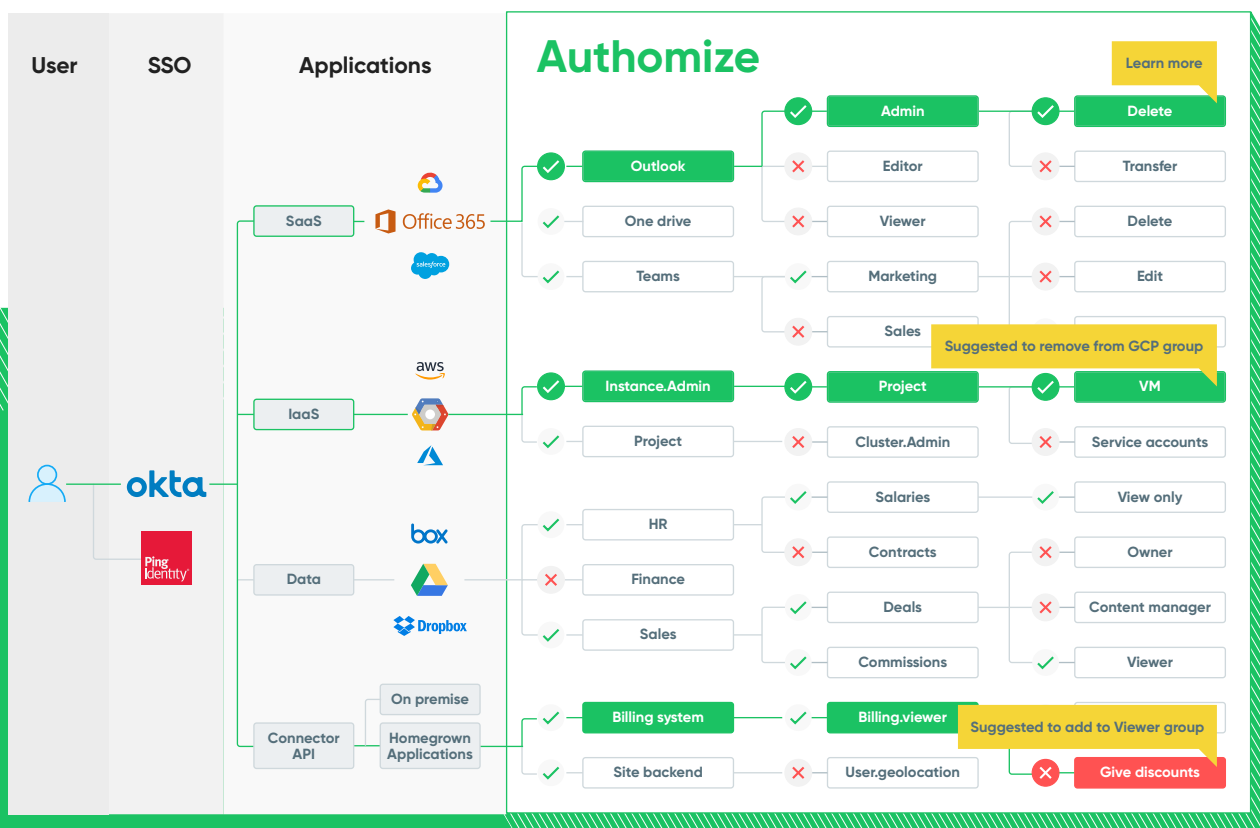 User
SSO
Applications
Authomize
Learn more
Admin
Delete
Outlook
Editor
Transfer
SaaS
Office 365
One drive
Viewer
Delete
salesforce
Teams
Marketing
Edit
Sales
Suggested to remove from GCP group
aws
Instance.Admin
Project
VM
IaaS
Project
Cluster.Admin
Service accounts
okta
Salaries
View only
HR
box
Contracts
Owner
Ping
Identity
Data
Finance
Sales
Deals
Content manager
Dropbox
Commissions
Viewer
On premise
Billing system
Billing.viewer
Suggested to add to Viewer group
Connector
API
Homegrown
Applications
Site backend
User.geolocation
Give discounts